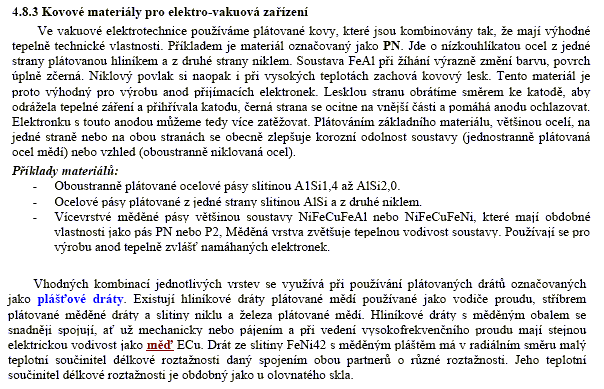 4.8.3 Kovové materiály pro elektro-vakuová zařízení
Ve vakuové elektrotechnice používáme plátované kovy, které jsou kombinovány tak, že mají výhodné
tepelně technické vlastnosti. Příkladem je materiál označovaný jako PN. Jde o nízkouhlíkatou ocel z jedné
strany plátovanou hliníkem a z druhé strany niklem. Soustava FeAl při žíhání výrazně změní barvu, povrch
úplně zčerná. Niklový povlak si naopak i při vysokých teplotách zachová kovový lesk. Tento materiál je
proto výhodný pro výrobu anod přijímacích elektronek. Lesklou stranu obrátíme směrem ke katodě, aby
odrážela tepelné záření a přihřívala katodu, černá strana se ocitne na vnější části a pomáhá anodu ochlazovat.
Elektronku s touto anodou můžeme tedy více zatěžovat. Plátováním základního materiálu, většinou ocelí, na
jedné straně nebo na obou stranách se obecně zlepšuje korozní odolnost soustavy (jednostranně plátovaná
ocel mědí) nebo vzhled (oboustranně niklovaná ocel).
Příklady materiálů:
- Oboustranně plátované ocelové pásy slitinou A1Si1,4 až AlSi2,0.
- Ocelové pásy plátované z jedné strany slitinou AlSi a z druhé niklem.
- Vícevrstvé měděné pásy většinou soustavy NiFeCuFeAl nebo NiFeCuFeNi, které mají obdobné
vlastnosti jako pás PN nebo P2, Měděná vrstva zvětšuje tepelnou vodivost soustavy. Používají se pro
výrobu anod tepelně zvlášť namáhaných elektronek.
Vhodných kombinací jednotlivých vrstev se využívá při používání plátovaných drátů označovaných
jako plášťové dráty. Existují hliníkové dráty plátované mědí používané jako vodiče proudu, stříbrem
plátované měděné dráty a slitiny niklu a železa plátované mědí. Hliníkové dráty s měděným obalem se
snadněji spojují, ať už mechanicky nebo pájením a při vedení vysokofrekvenčního proudu mají stejnou
elektrickou vodivost jako měď ECu. Drát ze slitiny FeNi42 s měděným pláštěm má v radiálním směru malý
teplotní součinitel délkové roztažnosti daný spojením obou partnerů o různé roztažnosti. Jeho teplotní
součinitel délkové roztažnosti je obdobný jako u olovnatého skla.